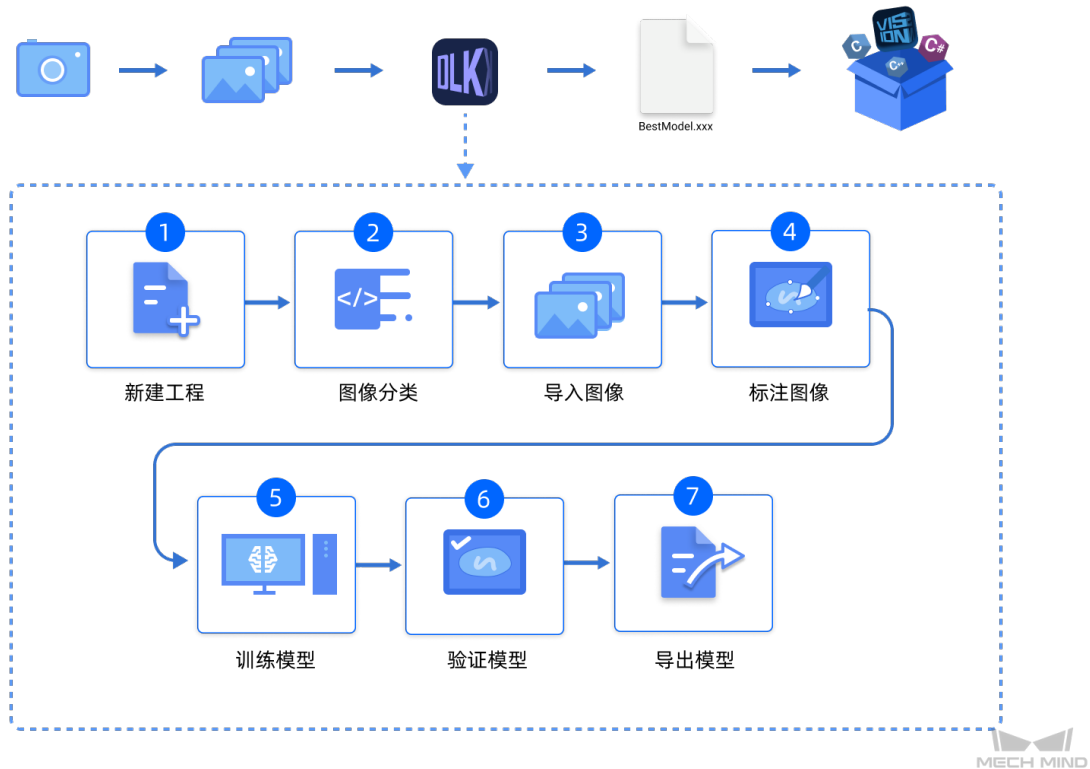 DLK
BestModel.xxx
VISION
C
C#
C++
1
2
3
4
</>
新建工程
图像分类
导入图像
标注图像
5
6
7
训练模型
验证模型
导出模型
MECH MIND